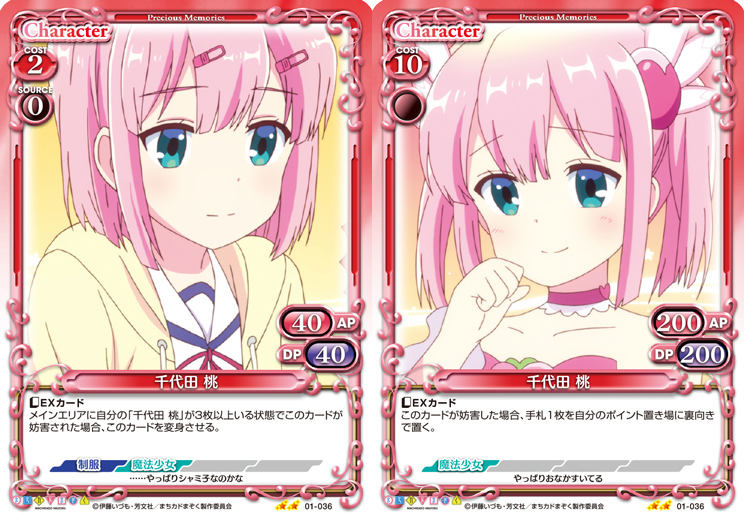 Precious Memories
Character
COST
2
SOURCE
0
40 AP
DP 40
千代田 桃
EXカード
メインエリアに自分の「千代田 桃」が3枚以上いる状態でこのカードが
妨害された場合、このカードを変身させる。
制服 魔法少女
……やっぱりシャミ子なのかな
©伊藤いづも・芳文社／まちカドまぞく製作委員会
01-036
Precious Memories
Character
COST
10
200 AP
DP 200
千代田 桃
EXカード
このカードが妨害した場合、手札1枚を自分のポイント置き場に裏向き
で置く。
魔法少女
やっぱりおなかすいてる
©伊藤いづも・芳文社／まちカドまぞく製作委員会
01-036